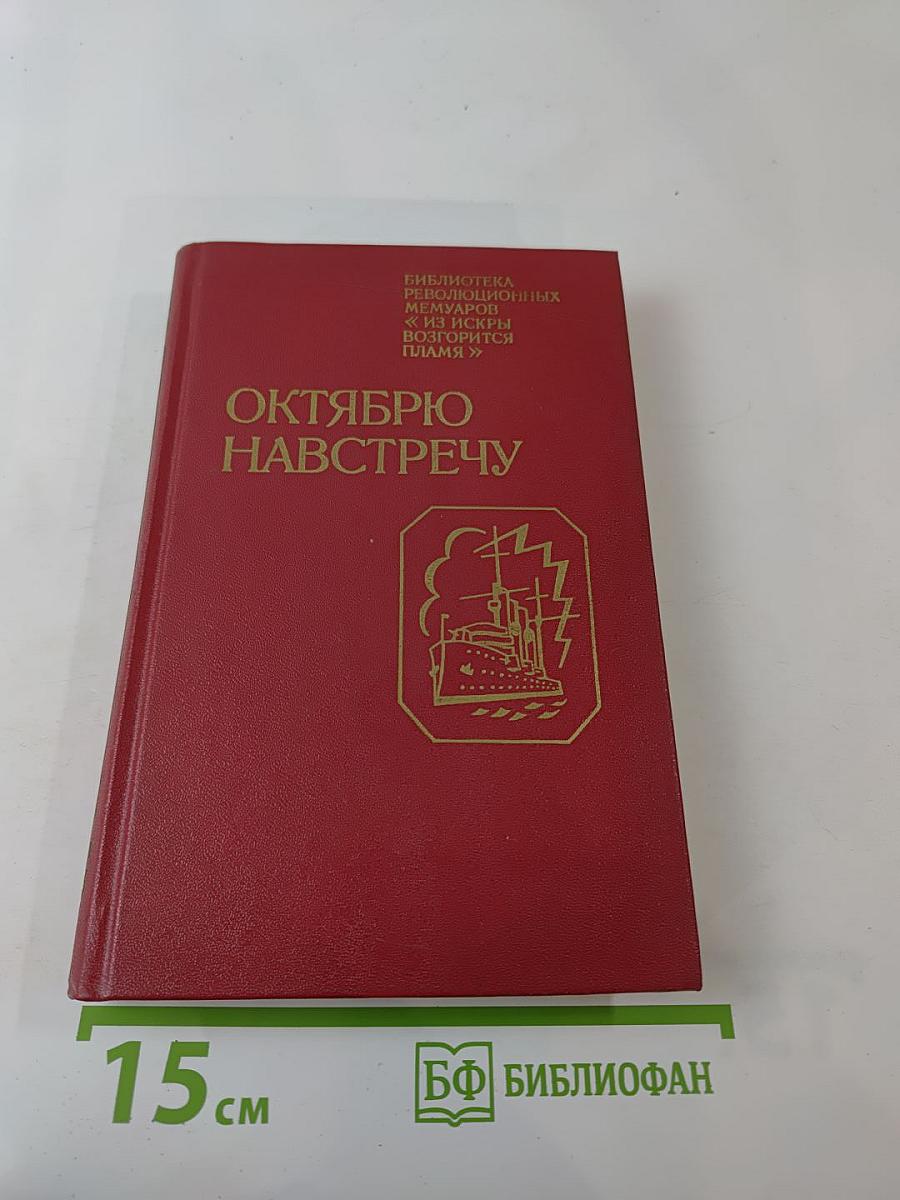 БИБЛИОТЕКА
РЕВОЛЮЦИОННЫХ
МЕМУАРОВ
« ИЗ ИСКРЫ
ВОЗГОРИТСЯ
ПЛАМЯ »
ОКТЯБРЮ
НАВСТРЕЧУ
15 см
БФ БИБЛИОФАН